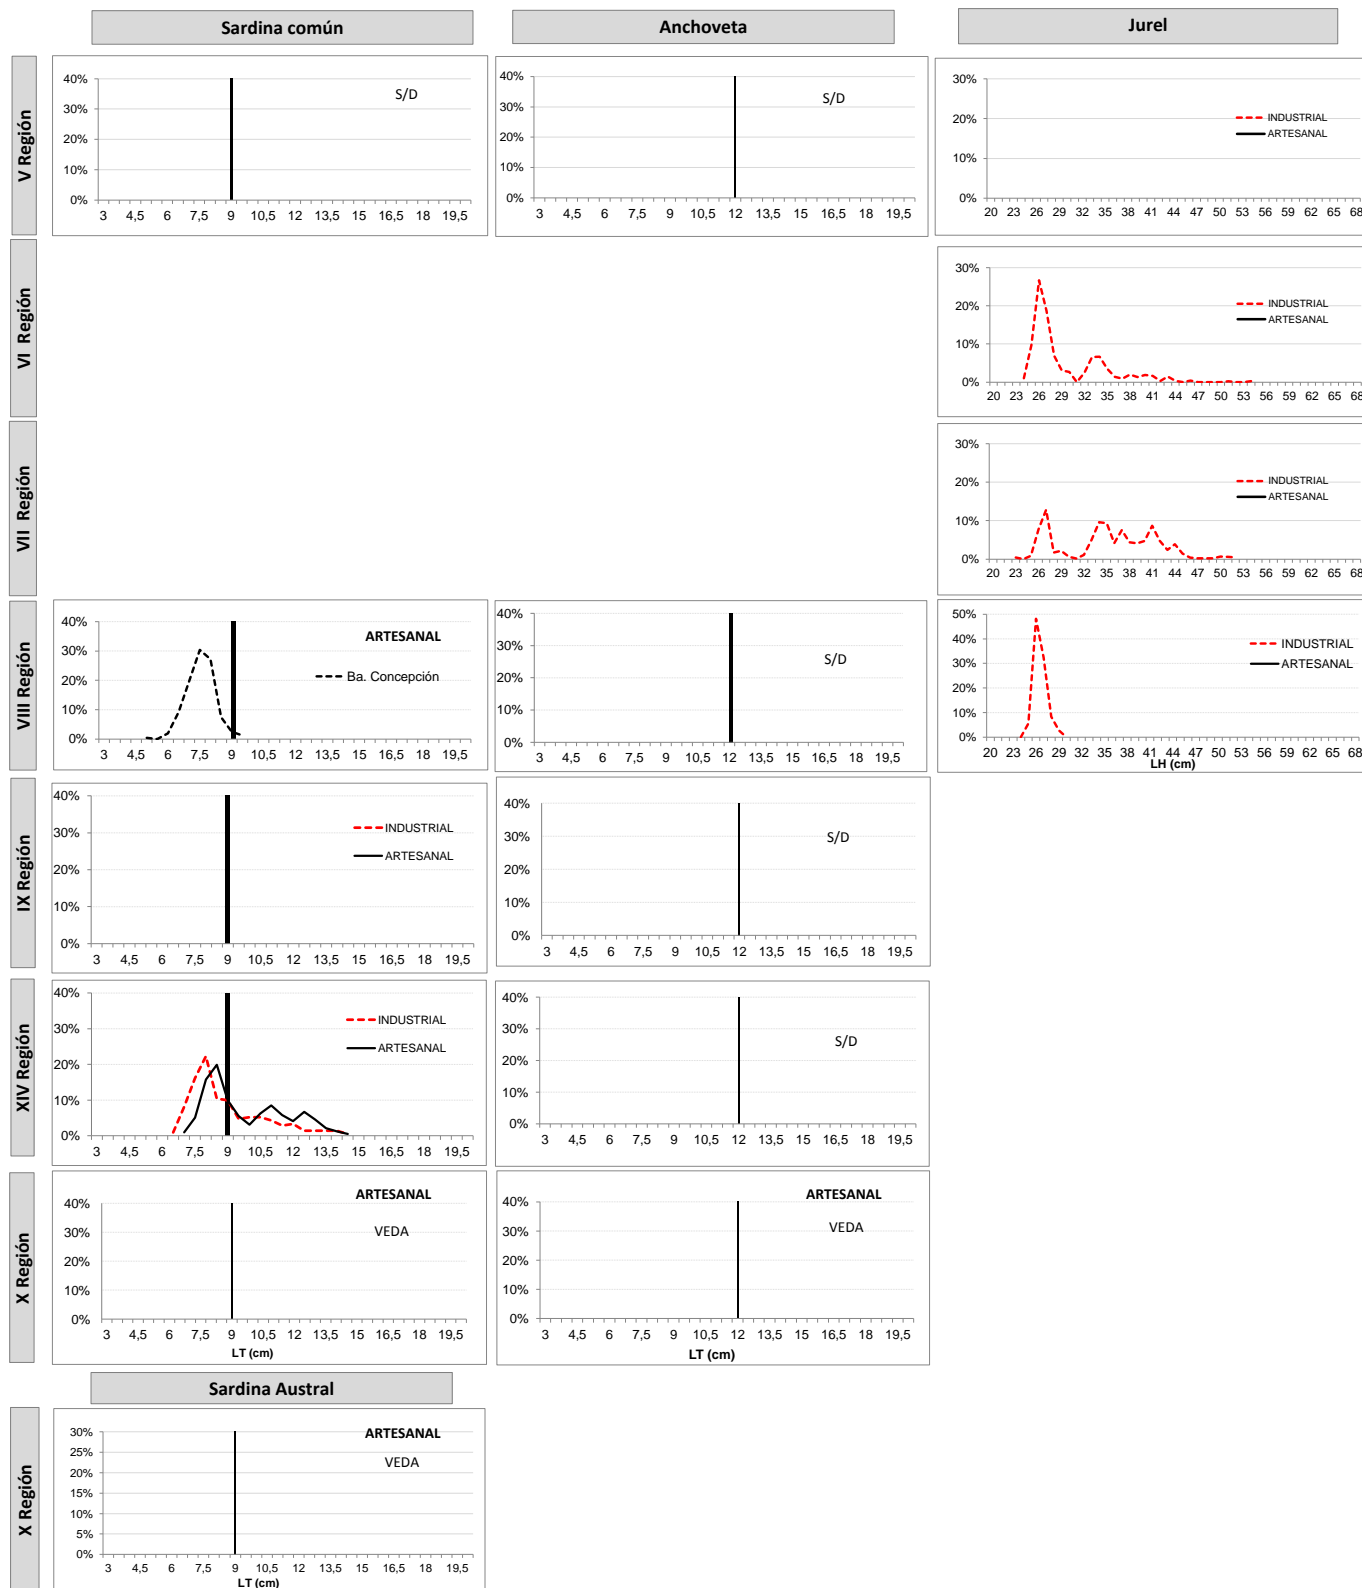 Sardina común
Anchoveta
Jurel
V Región
40%
30%
20%
10%
0%
S/D
3 4,5 6 7,5 9 10,5 12 13,5 15 16,5 18 19,5
40%
30%
20%
10%
0%
S/D
3 4,5 6 7,5 9 10,5 12 13,5 15 16,5 18 19,5
30%
20%
10%
0%
INDUSTRIAL
ARTESANAL
20 23 26 29 32 35 38 41 44 47 50 53 56 59 62 65 68
VI Región
30%
20%
10%
0%
INDUSTRIAL
ARTESANAL
20 23 26 29 32 35 38 41 44 47 50 53 56 59 62 65 68
VII Región
30%
20%
10%
0%
INDUSTRIAL
ARTESANAL
20 23 26 29 32 35 38 41 44 47 50 53 56 59 62 65 68
VIII Región
40%
30%
20%
10%
0%
ARTESANAL
Ba. Concepción
3 4,5 6 7,5 9 10,5 12 13,5 15 16,5 18 19,5
40%
30%
20%
10%
0%
S/D
3 4,5 6 7,5 9 10,5 12 13,5 15 16,5 18 19,5
50%
40%
30%
20%
10%
0%
INDUSTRIAL
ARTESANAL
20 23 26 29 32 35 38 41 44 47 50 53 56 59 62 65 68
LH (cm)
IX Región
40%
30%
20%
10%
0%
INDUSTRIAL
ARTESANAL
3 4,5 6 7,5 9 10,5 12 13,5 15 16,5 18 19,5
40%
30%
20%
10%
0%
S/D
3 4,5 6 7,5 9 10,5 12 13,5 15 16,5 18 19,5
XIV Región
40%
30%
20%
10%
0%
INDUSTRIAL
ARTESANAL
3 4,5 6 7,5 9 10,5 12 13,5 15 16,5 18 19,5
40%
30%
20%
10%
0%
S/D
3 4,5 6 7,5 9 10,5 12 13,5 15 16,5 18 19,5
X Región
ARTESANAL
40%
30%
20%
10%
0%
VEDA
3 4,5 6 7,5 9 10,5 12 13,5 15 16,5 18 19,5
LT (cm)
ARTESANAL
40%
30%
20%
10%
0%
VEDA
3 4,5 6 7,5 9 10,5 12 13,5 15 16,5 18 19,5
LT (cm)
Sardina Austral
X Región
ARTESANAL
30%
25%
20%
15%
10%
5%
0%
VEDA
3 4,5 6 7,5 9 10,5 12 13,5 15 16,5 18 19,5
LT (cm)